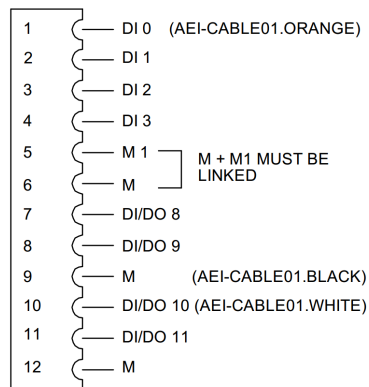 1 DI 0 (AEI-CABLE01.ORANGE)
2 DI 1
3 DI 2
4 DI 3
5 M 1
M + M1 MUST BE
LINKED
6 M
7 DI/DO 8
8 DI/DO 9
9 M (AEI-CABLE01.BLACK)
10 DI/DO 10 (AEI-CABLE01.WHITE)
11 DI/DO 11
12 M